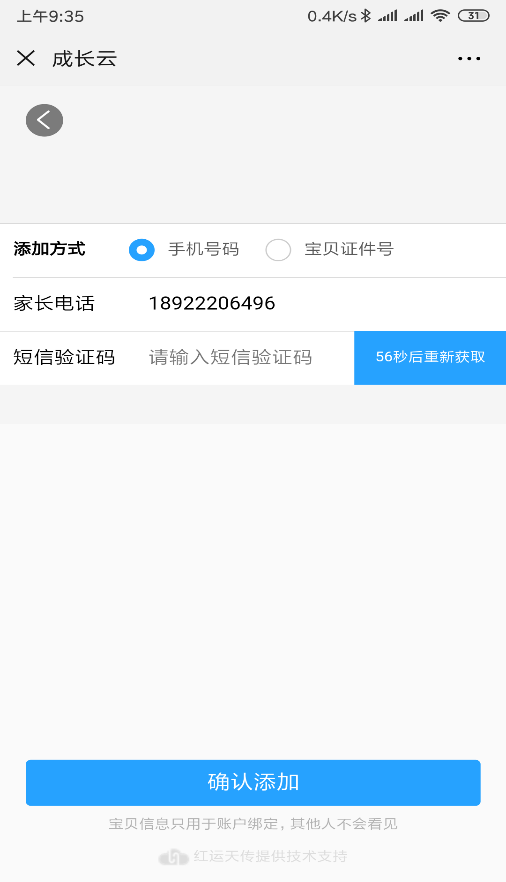 上午9:35 0.4K/s 31
成长云
添加方式 手机号码 宝贝证件号
家长电话 18922206496
短信验证码 请输入短信验证码 56秒后重新获取
确认添加
宝贝信息只用于账户绑定,其他人不会看见
红运天传提供技术支持